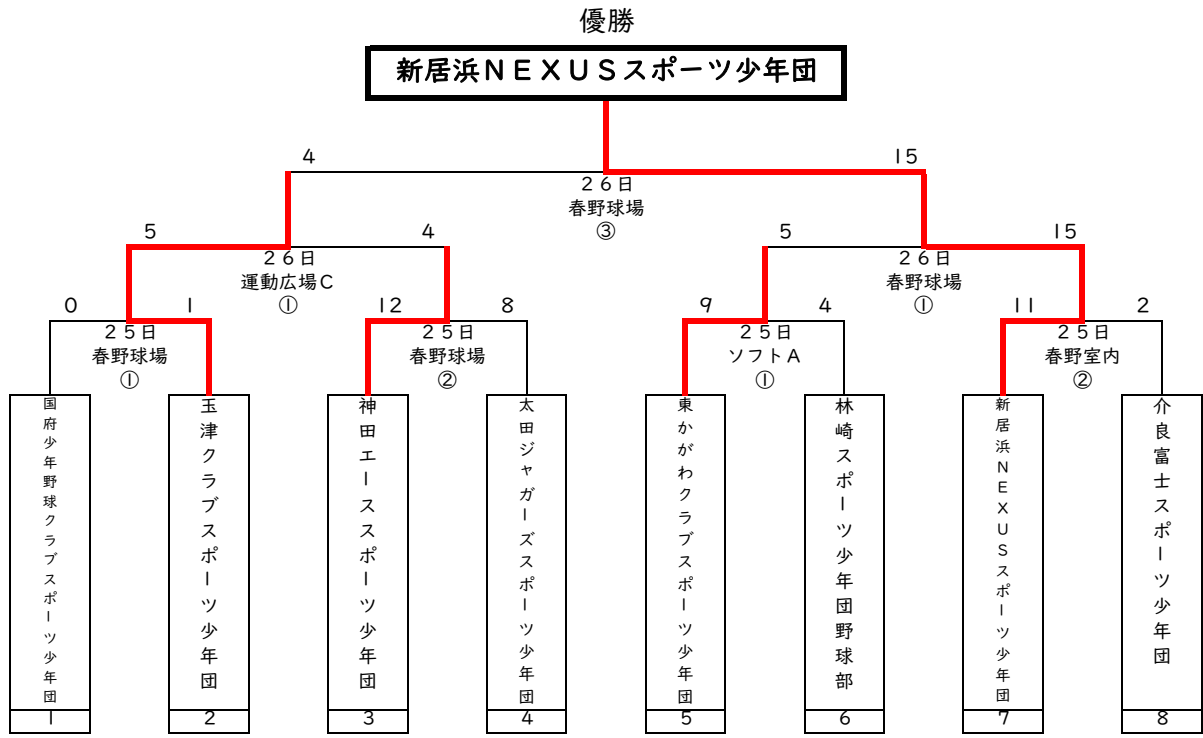 優勝
新居浜NEXUSスポーツ少年団
4 15
26日
春野球場
③
5 4 5 15
26日 26日
運動広場C 春野球場
① ①
0 1 12 8 9 4 11 2
25日 25日 25日 25日
春野球場 春野球場 ソフトA 春野室内
① ② ① ②
国府少年野球クラブスポーツ少年団
玉津クラブスポーツ少年団
神田エーススポーツ少年団
太田ジャガーズスポーツ少年団
東かがわクラブスポーツ少年団
林崎スポーツ少年団野球部
新居浜NEXUSスポーツ少年団
介良富士スポーツ少年団
1 2 3 4 5 6 7 8